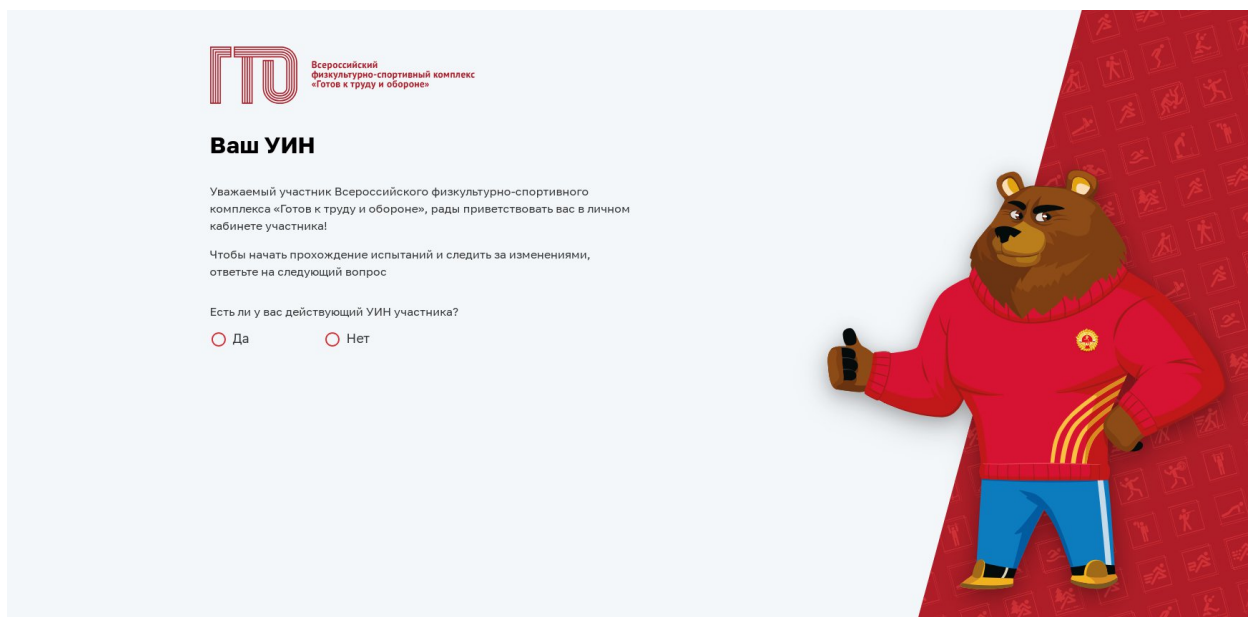 ГТО
Всероссийский
физкультурно-спортивный комплекс
«Готов к труду и обороне»
Ваш УИН
Уважаемый участник Всероссийского физкультурно-спортивного
комплекса «Готов к труду и обороне», рады приветствовать вас в личном
кабинете участника!
Чтобы начать прохождение испытаний и следить за изменениями,
ответьте на следующий вопрос
Есть ли у вас действующий УИН участника?
Да Нет